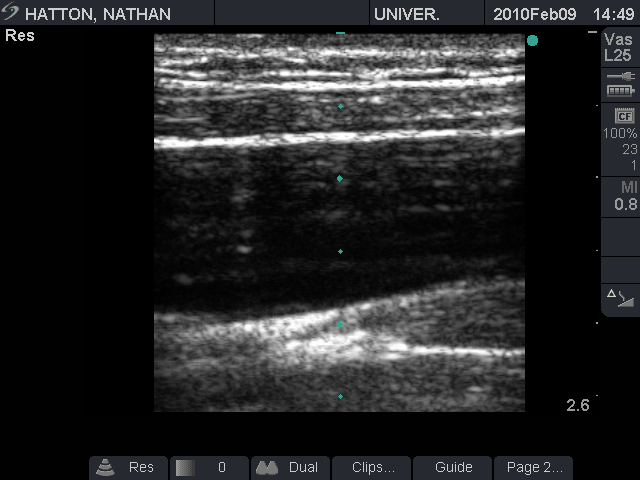 HATTON, NATHAN UNIVER. 2010Feb09 14:49
Res
Vas
L25
CF
100%
23
1
MI
0.8
2.6
Res 0 Dual Clips... Guide Page 2...